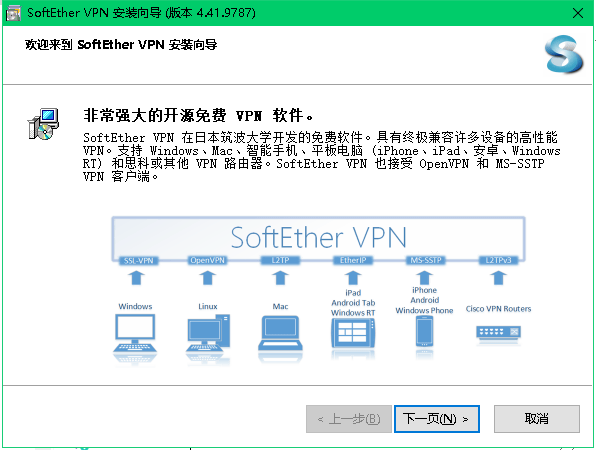 SoftEther VPN 安装向导 (版本 4.41.9787)
欢迎来到 SoftEther VPN 安装向导
非常强大的开源免费 VPN 软件。
SoftEther VPN 在日本筑波大学开发的免费软件。具有终极兼容许多设备的高性能
VPN。支持 Windows、Mac、智能手机、平板电脑 (iPhone、iPad、安卓、Windows
RT) 和思科或其他 VPN 路由器。SoftEther VPN 也接受 OpenVPN 和 MS-SSTP
VPN 客户端。
SoftEther VPN
SSL-VPN OpenVPN L2TP EtherIP MS-SSTP L2TPv3
Windows
Linux
Mac
iPad
Android Tab
Windows RT
iPhone
Android
Windows Phone
Cisco VPN Routers
< 上一步(B) 下一页(N) > 取消